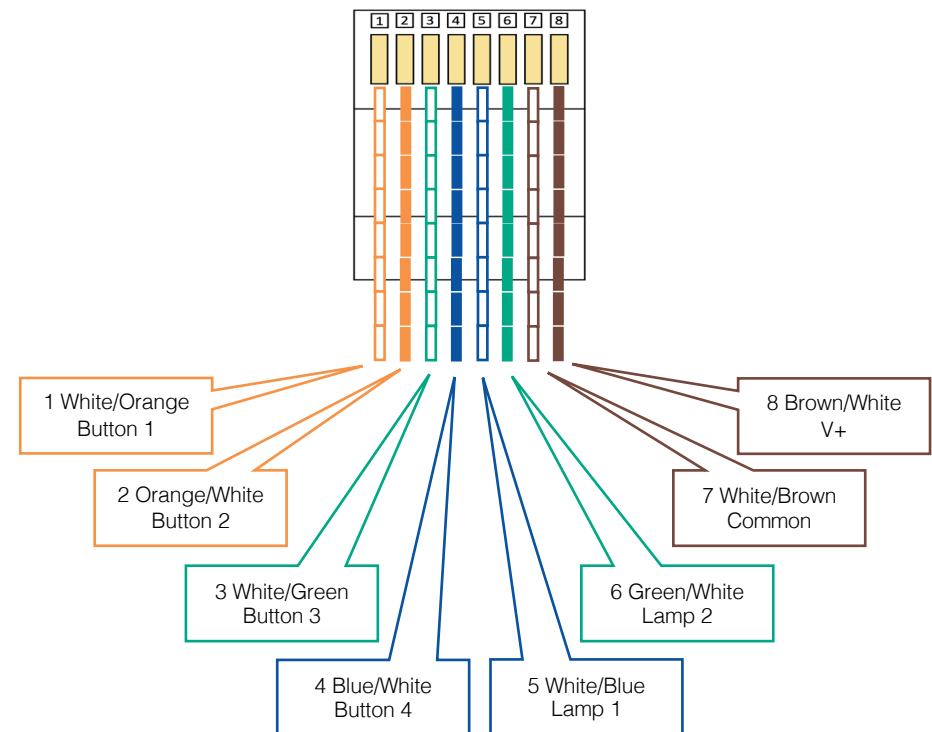 1 2 3 4 5 6 7 8
1 White/Orange
Button 1
8 Brown/White
V+
2 Orange/White
Button 2
7 White/Brown
Common
3 White/Green
Button 3
6 Green/White
Lamp 2
4 Blue/White
Button 4
5 White/Blue
Lamp 1